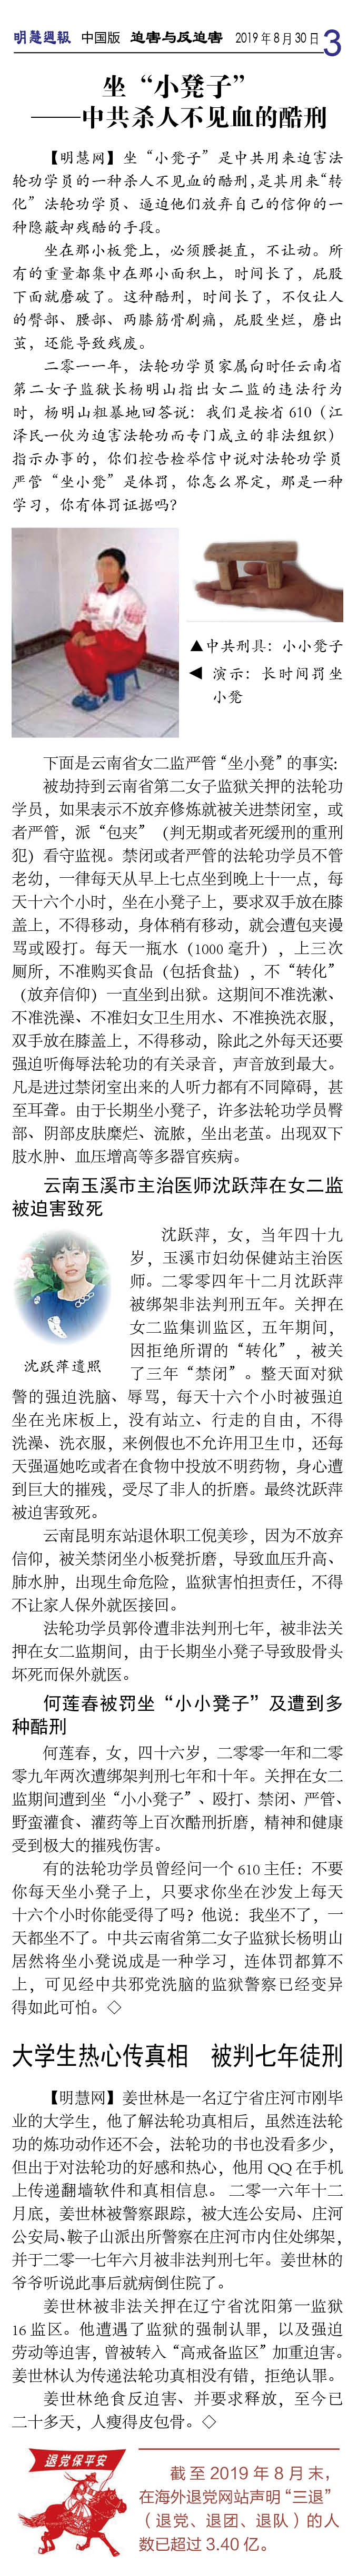 明慧週報 中国版 迫害与反迫害 2019年8月30日 3
坐“小凳子”
——中共杀人不见血的酷刑
【明慧网】坐“小凳子”是中共用来迫害法
轮功学员的一种杀人不见血的酷刑,是其用来“转
化”法轮功学员、逼迫他们放弃自己的信仰的一
种隐蔽却残酷的手段。
坐在那小板凳上，必须腰挺直，不让动。所
有的重量都集中在那小面积上，时间长了，屁股
下面就磨破了。这种酷刑，时间长了，不仅让人
的臀部、腰部、两膝筋骨剧痛，屁股坐烂，磨出
茧，还能导致残废。
二零一一年，法轮功学员家属向时任云南省
第二女子监狱长杨明山指出女二监的违法行为
时，杨明山粗暴地回答说：我们是按省610（江
泽民一伙为迫害法轮功而专门成立的非法组织）
指示办事的，你们控告检举信中说对法轮功学员
严管“坐小凳”是体罚，你怎么界定，那是一种
学习，你有体罚证据吗？
▲中共刑具：小小凳子
◀ 演示：长时间罚坐
小凳
下面是云南省女二监严管“坐小凳”的事实:
被劫持到云南省第二女子监狱关押的法轮功
学员，如果表示不放弃修炼就被关进禁闭室，或
者严管，派“包夹”（判无期或者死缓刑的重刑
犯）看守监视。禁闭或者严管的法轮功学员不管
老幼，一律每天从早上七点坐到晚上十一点，每
天十六个小时，坐在小凳子上，要求双手放在膝
盖上，不得移动，身体稍有移动，就会遭包夹谩
骂或殴打。每天一瓶水（1000 毫升），上三次
厕所，不准购买食品（包括食盐），不“转化”
（放弃信仰）一直坐到出狱。这期间不准洗漱、
不准洗澡、不准妇女卫生用水、不准换洗衣服，
双手放在膝盖上，不得移动，除此之外每天还要
强迫听侮辱法轮功的有关录音，声音放到最大。
凡是进过禁闭室出来的人听力都有不同障碍，甚
至耳聋。由于长期坐小凳子，许多法轮功学员臀
部、阴部皮肤糜烂、流脓，坐出老茧。出现双下
肢水肿、血压增高等多器官疾病。
云南玉溪市主治医师沈跃萍在女二监
被迫害致死
沈跃萍，女，当年四十九
岁，玉溪市妇幼保健站主治医
师。二零零四年十二月沈跃萍
被绑架非法判刑五年。关押在
女二监集训监区，五年期间，
因拒绝所谓的“转化”，被关
了三年“禁闭”。整天面对狱
沈跃萍遗照
警的强迫洗脑、辱骂，每天十六个小时被强迫
坐在光床板上，没有站立、行走的自由，不得
洗澡、洗衣服，来例假也不允许用卫生巾，还每
天强逼她吃或者在食物中投放不明药物，身心遭
到巨大的摧残，受尽了非人的折磨。最终沈跃萍
被迫害致死。
云南昆明东站退休职工倪美珍，因为不放弃
信仰，被关禁闭坐小板凳折磨，导致血压升高、
肺水肿，出现生命危险，监狱害怕担责任，不得
不让家人保外就医接回。
法轮功学员郭伶遭非法判刑七年，被非法关
押在女二监期间，由于长期坐小凳子导致股骨头
坏死而保外就医。
何莲春被罚坐“小小凳子”及遭到多
种酷刑
何莲春，女，四十六岁，二零零一年和二零
零九年两次遭绑架判刑七年和十年。关押在女二
监期间遭到坐“小小凳子”、殴打、禁闭、严管、
野蛮灌食、灌药等上百次酷刑折磨，精神和健康
受到极大的摧残伤害。
有的法轮功学员曾经问一个610主任：不要
你每天坐小凳子上，只要求你坐在沙发上每天
十六个小时你能受得了吗？他说：我坐不了，一
天都坐不了。中共云南省第二女子监狱长杨明山
居然将坐小凳说成是一种学习，连体罚都算不
上，可见经中共邪党洗脑的监狱警察已经变异
得如此可怕。◇
大学生热心传真相 被判七年徒刑
【明慧网】姜世林是一名辽宁省庄河市刚毕
业的大学生，他了解法轮功真相后，虽然连法轮
功的炼功动作还不会，法轮功的书也没看多少，
但出于对法轮功的好感和热心，他用QQ在手机
上传递翻墙软件和真相信息。二零一六年十二
月底，姜世林被警察跟踪，被大连公安局、庄河
公安局、鞍子山派出所警察在庄河市内住处绑架，
并于二零一七年六月被非法判刑七年。姜世林的
爷爷听说此事后就病倒住院了。
姜世林被非法关押在辽宁省沈阳第一监狱
16监区。他遭遇了监狱的强制认罪，以及强迫
劳动等迫害，曾被转入“高戒备监区”加重迫害。
姜世林认为传递法轮功真相没有错，拒绝认罪。
姜世林绝食反迫害、并要求释放，至今已
二十多天，人瘦得皮包骨。◇
退党保平安
截至2019年8月末，
在海外退党网站声明“三退”
（退党、退团、退队）的人
数已超过3.40亿。